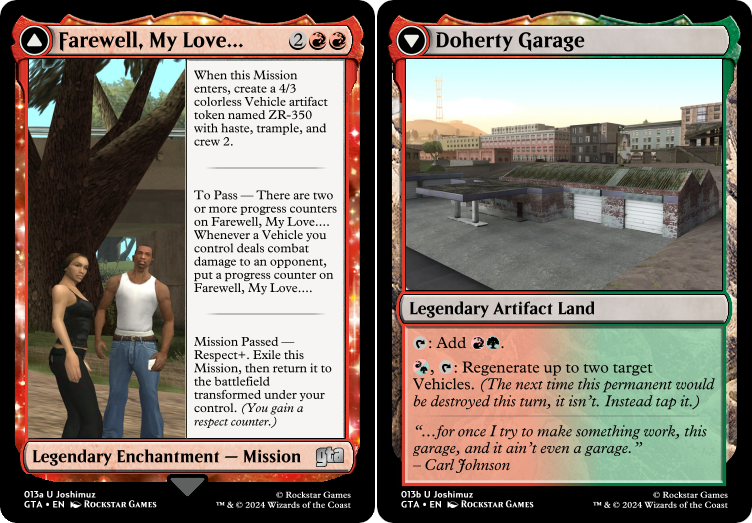 Farewell, My Love... 2
When this Mission
enters, create a 4/3
colorless Vehicle artifact
token named ZR-350
with haste, trample, and
crew 2.
To Pass — There are two
or more progress counters
on Farewell, My Love....
Whenever a Vehicle you
control deals combat
damage to an opponent,
put a progress counter on
Farewell, My Love....
Mission Passed —
Respect+. Exile this
Mission, then return it to
the battlefield
transformed under your
control. (You gain a
respect counter.)
Legendary Enchantment — Mission gta
013a U Joshimuz © Rockstar Games
GTA • EN Rockstar Games ™ & © 2024 Wizards of the Coast
Doherty Garage
Legendary Artifact Land
: Add .
, : Regenerate up to two target
Vehicles. (The next time this permanent would
be destroyed this turn, it isn't. Instead tap it.)
“...for once I try to make something work, this
garage, and it ain't even a garage.”
– Carl Johnson
013b U Joshimuz © Rockstar Games
GTA • EN Rockstar Games ™ & © 2024 Wizards of the Coast